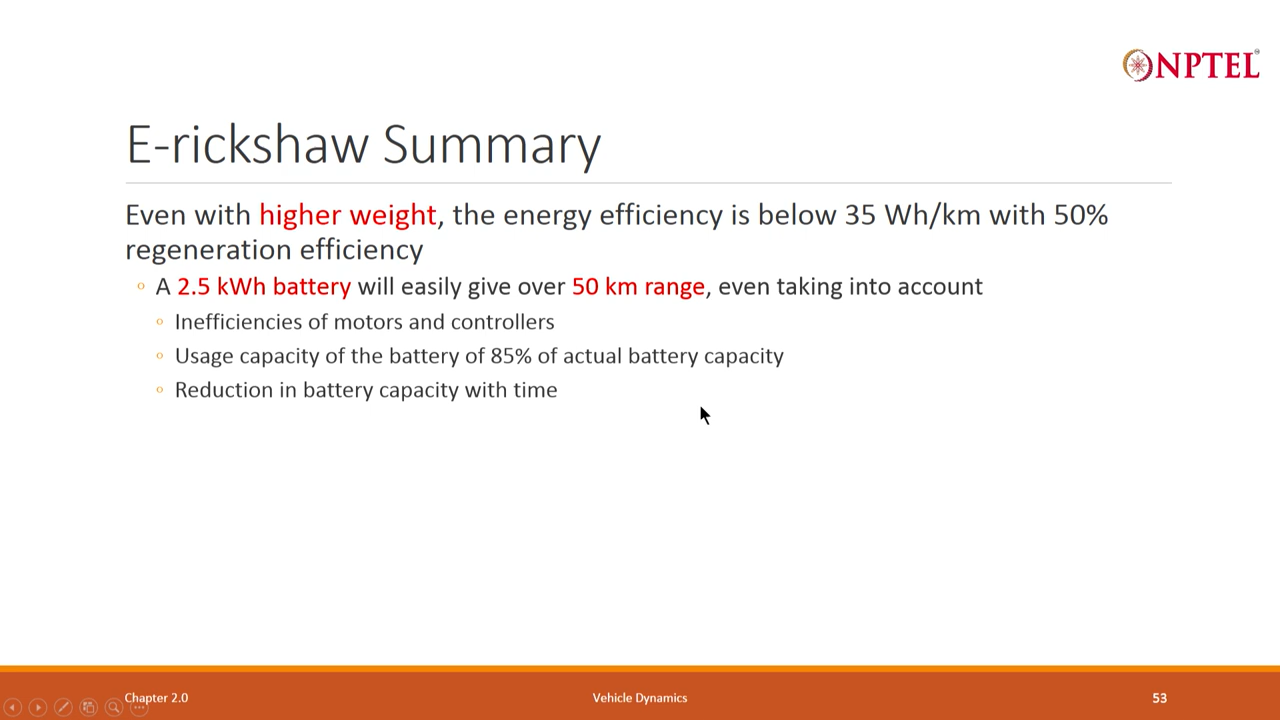 NPTEL
E-rickshaw Summary
Even with higher weight, the energy efficiency is below 35 Wh/km with 50%
regeneration efficiency
A 2.5 kWh battery will easily give over 50 km range, even taking into account
Inefficiencies of motors and controllers
Usage capacity of the battery of 85% of actual battery capacity
Reduction in battery capacity with time
Chapter 2.0 Vehicle Dynamics 53